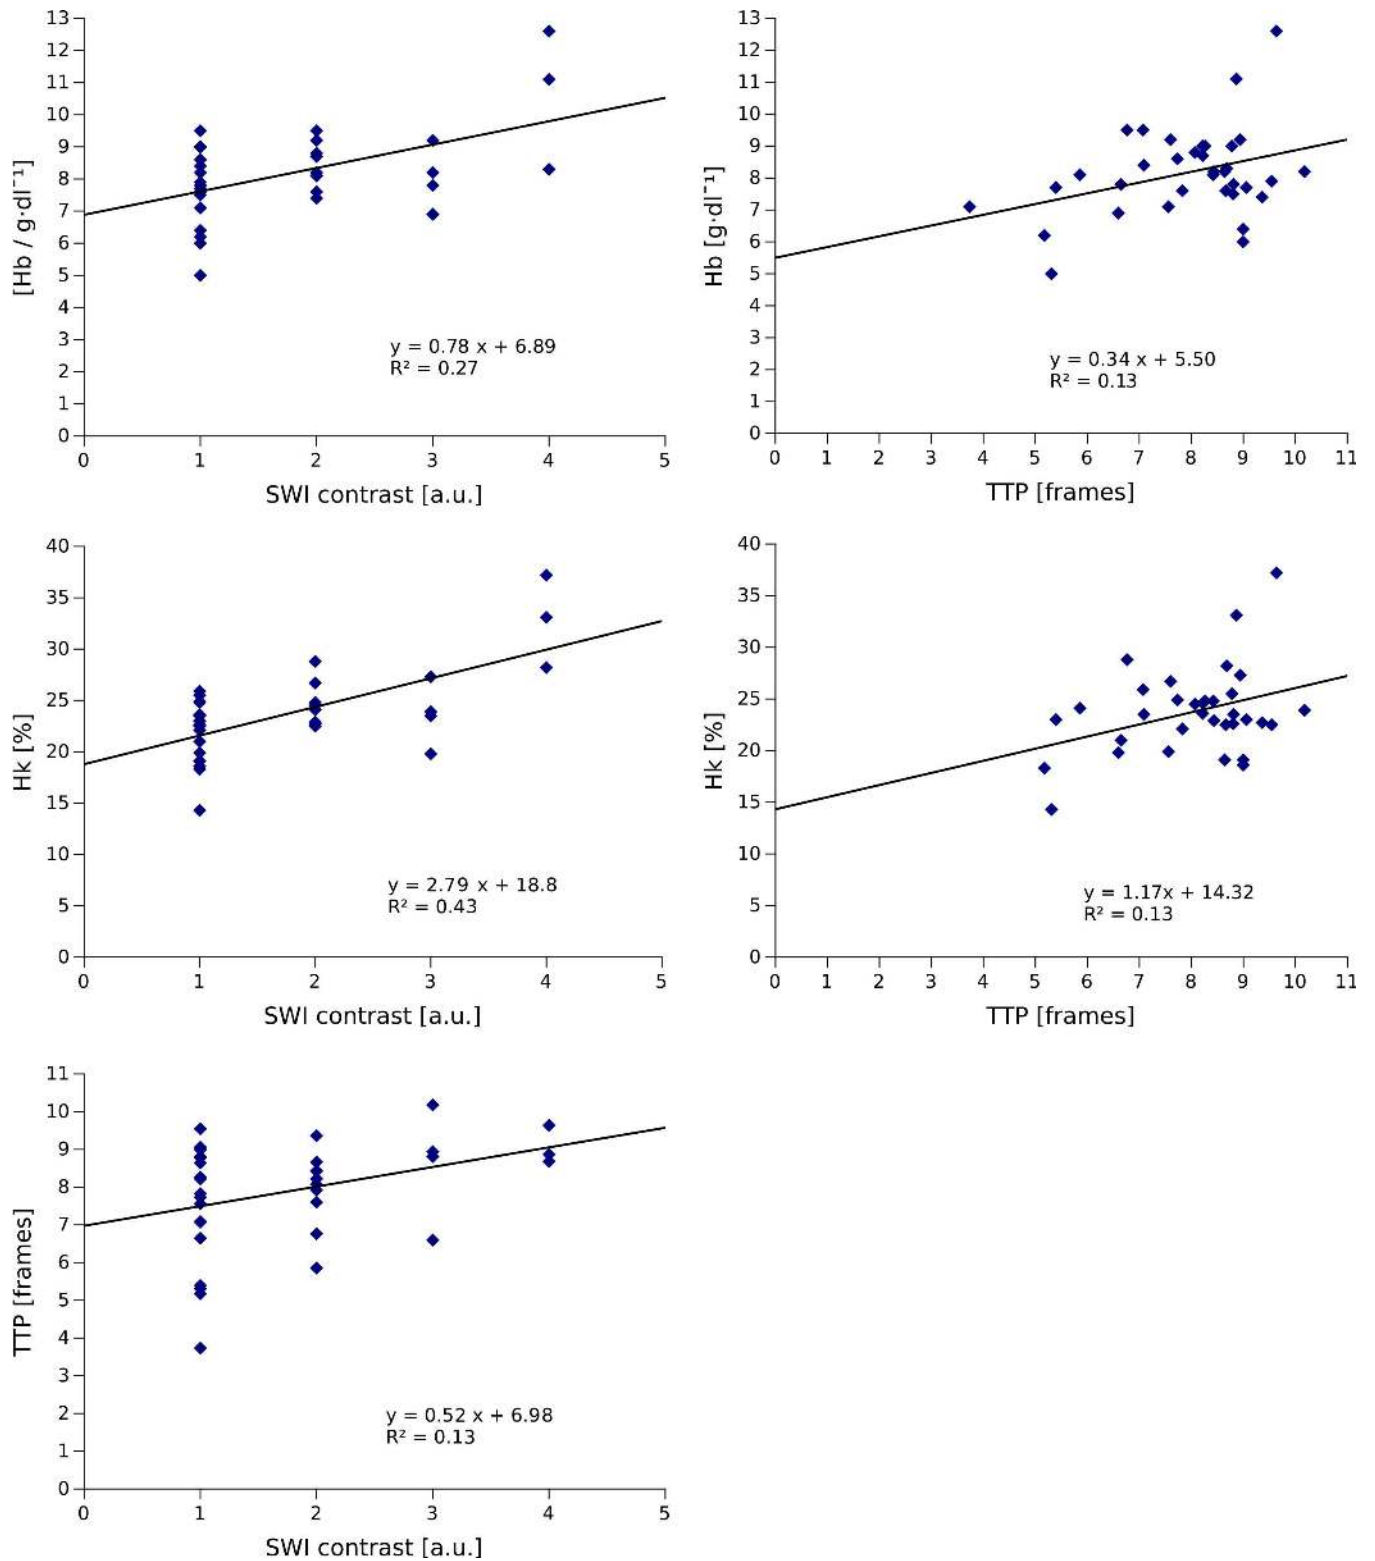 13
12
11
10
9
8
7
6
5
4
3
2
1
0
[Hb / g·dl⁻¹]
y = 0.78 x + 6.89
R² = 0.27
0 1 2 3 4 5
SWI contrast [a.u.]
13
12
11
10
9
8
7
6
5
4
3
2
1
0
Hb [g·dl⁻¹]
y = 0.34 x + 5.50
R² = 0.13
0 1 2 3 4 5 6 7 8 9 10 11
TTP [frames]
40
35
30
25
20
15
10
5
0
Hk [%]
y = 2.79 x + 18.8
R² = 0.43
0 1 2 3 4 5
SWI contrast [a.u.]
40
35
30
25
20
15
10
5
0
Hk [%]
y = 1.17x + 14.32
R² = 0.13
0 1 2 3 4 5 6 7 8 9 10 11
TTP [frames]
11
10
9
8
7
6
5
4
3
2
1
0
TTP [frames]
y = 0.52 x + 6.98
R² = 0.13
0 1 2 3 4 5
SWI contrast [a.u.]